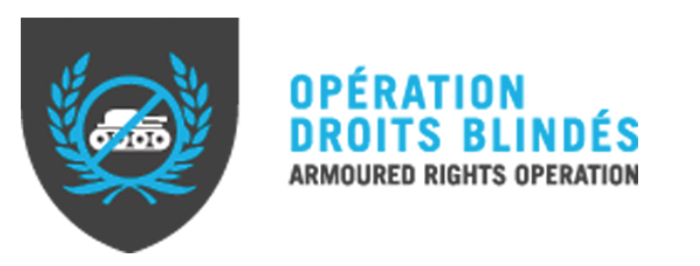 OPÉRATION
DROITS BLINDÉS
ARMOURED RIGHTS OPERATION